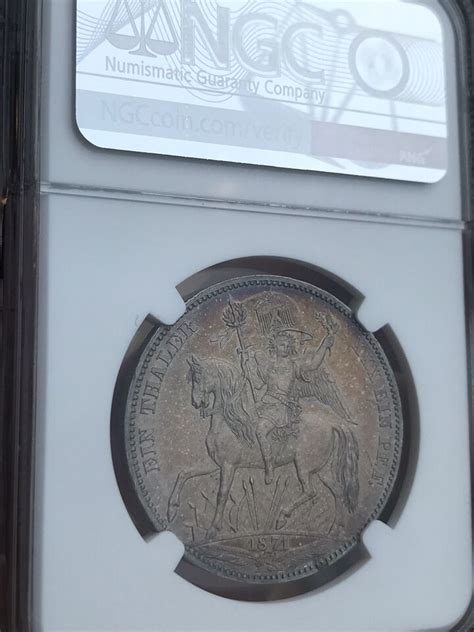 NGC
Numismatic Guaranty Company
NGCcoin.com/verify
EIN THALER
1871